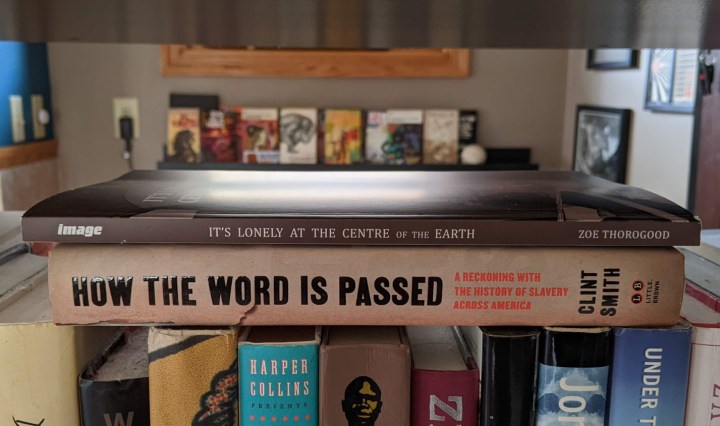 image IT'S LONELY AT THE CENTRE OF THE EARTH ZOE THOROGOOD
HOW THE WORD IS PASSED
A RECKONING WITH
THE HISTORY OF SLAVERY
ACROSS AMERICA
CLINT
SMITH
LB
LITTLE,
BROWN
W
HARPER
COLLINS
PRESENTS
Z
Jor
UNDER T